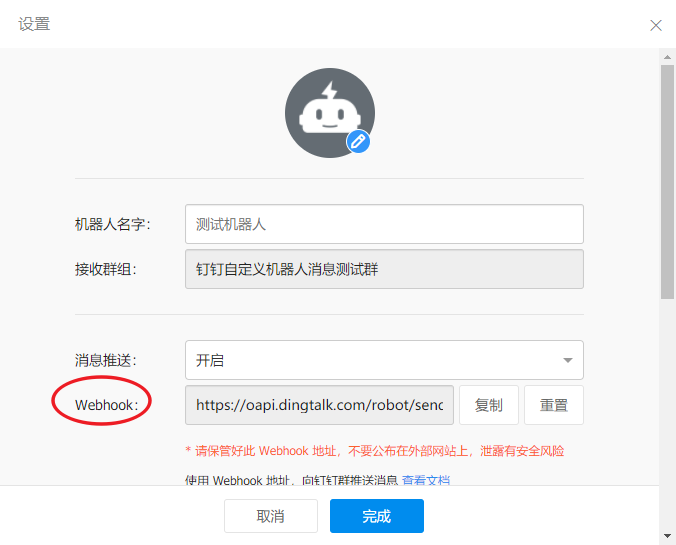 设置
机器人名字：
测试机器人
接收群组：
钉钉自定义机器人消息测试群
消息推送：
开启
Webhook：
https://oapi.dingtalk.com/robot/send
复制
重置
* 请保管好此 Webhook 地址，不要公布在外部网站上，泄露有安全风险
使用 Webhook 地址，向钉钉群推送消息 查看文档
取消
完成